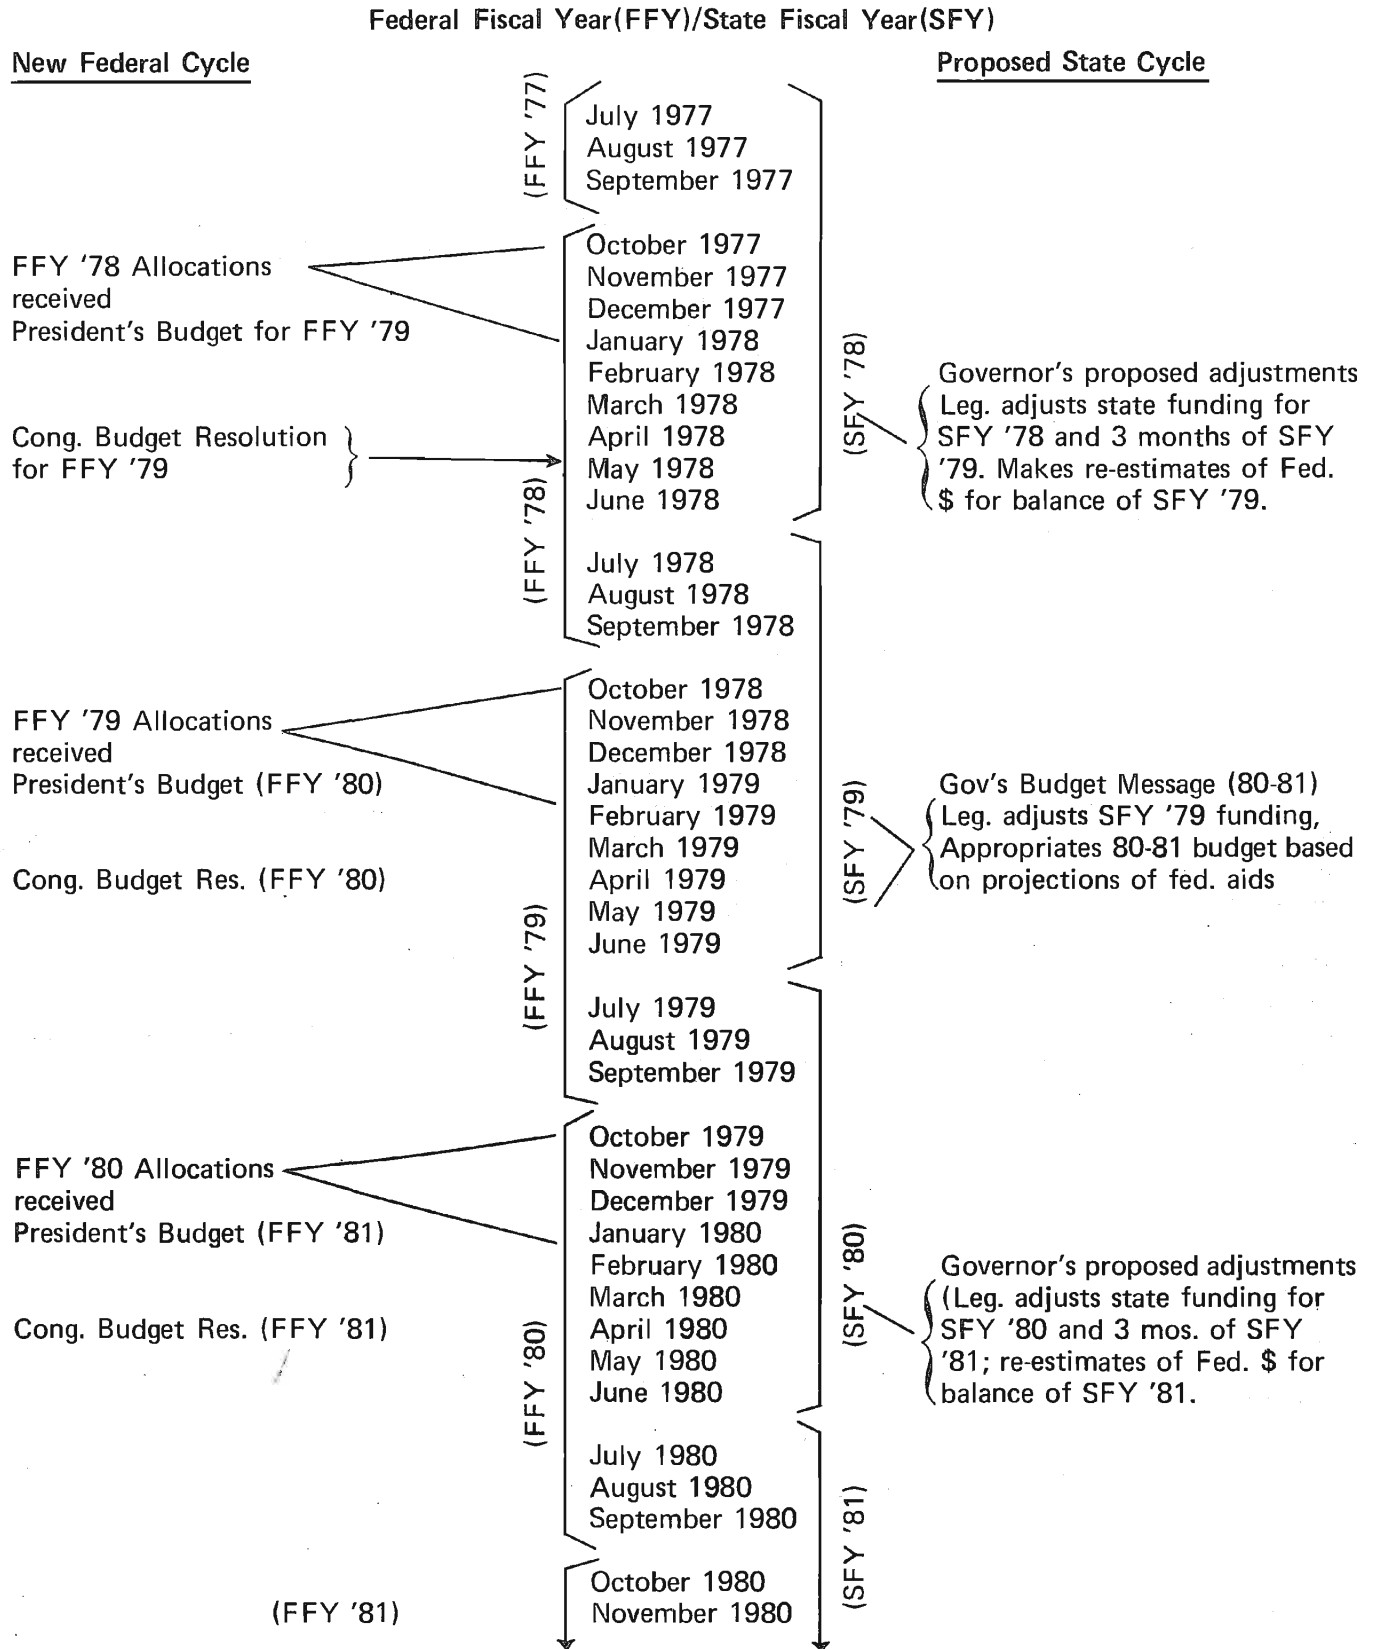 Federal Fiscal Year(FFY)/State Fiscal Year(SFY)
New Federal Cycle
Proposed State Cycle
(FFY '77)
July 1977
August 1977
September 1977
FFY '78 Allocations
received
President's Budget for FFY '79
Cong. Budget Resolution
for FFY '79
(FFY '78)
October 1977
November 1977
December 1977
January 1978
February 1978
March 1978
April 1978
May 1978
June 1978
July 1978
August 1978
September 1978
(SFY '78)
Governor's proposed adjustments
Leg. adjusts state funding for
SFY '78 and 3 months of SFY
'79. Makes re-estimates of Fed.
$ for balance of SFY '79.
FFY '79 Allocations
received
President's Budget (FFY '80)
Cong. Budget Res. (FFY '80)
(FFY '79)
October 1978
November 1978
December 1978
January 1979
February 1979
March 1979
April 1979
May 1979
June 1979
July 1979
August 1979
September 1979
(SFY '79)
Gov's Budget Message (80-81)
Leg. adjusts SFY '79 funding,
Appropriates 80-81 budget based
on projections of fed. aids
FFY '80 Allocations
received
President's Budget (FFY '81)
Cong. Budget Res. (FFY '81)
(FFY '80)
October 1979
November 1979
December 1979
January 1980
February 1980
March 1980
April 1980
May 1980
June 1980
July 1980
August 1980
September 1980
(SFY '80)
Governor's proposed adjustments
(Leg. adjusts state funding for
SFY '80 and 3 mos. of SFY
'81; re-estimates of Fed. $ for
balance of SFY '81.
(FFY '81)
October 1980
November 1980
(SFY '81)